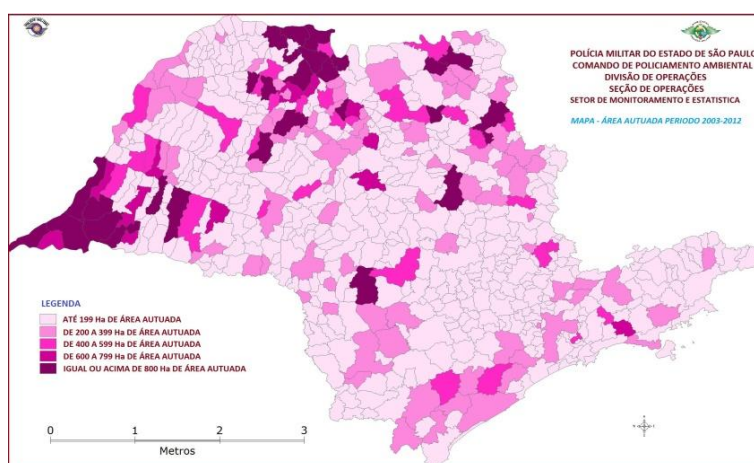 POLÍCIA MILITAR DO ESTADO DE SÃO PAULO
COMANDO DE POLICIAMENTO AMBIENTAL
DIVISÃO DE OPERAÇÕES
SEÇÃO DE OPERAÇÕES
SETOR DE MONITORAMENTO E ESTATISTICA
MAPA - ÁREA AUTUADA PERIODO 2003-2012
LEGENDA
ATÉ 199 Ha DE ÁREA AUTUADA
DE 200 A 399 Ha DE ÁREA AUTUADA
DE 400 A 599 Ha DE ÁREA AUTUADA
DE 600 A 799 Ha DE ÁREA AUTUADA
IGUAL OU ACIMA DE 800 Ha DE ÁREA AUTUADA
0 1 2 3
Metros